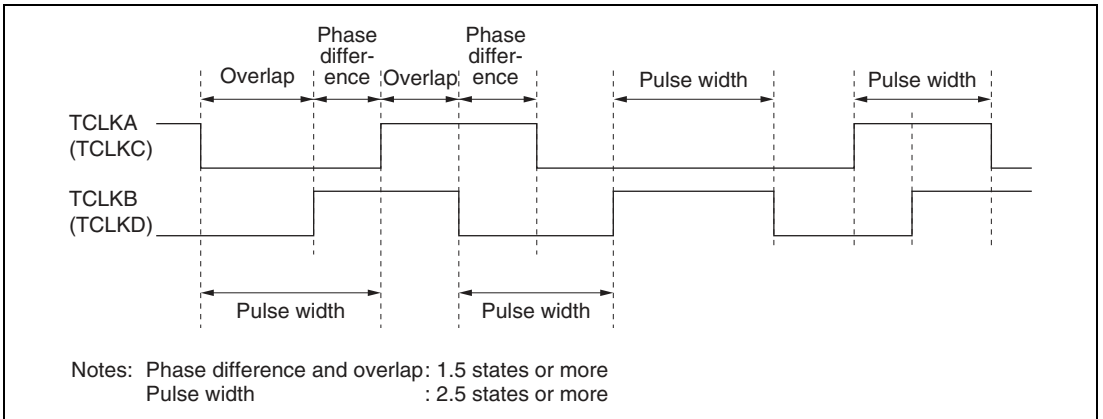 Phase
differ-
ence
Phase
differ-
ence
Overlap
Overlap
Pulse width
Pulse width
TCLKA
(TCLKC)
TCLKB
(TCLKD)
Pulse width
Pulse width
Notes: Phase difference and overlap: 1.5 states or more
Pulse width : 2.5 states or more